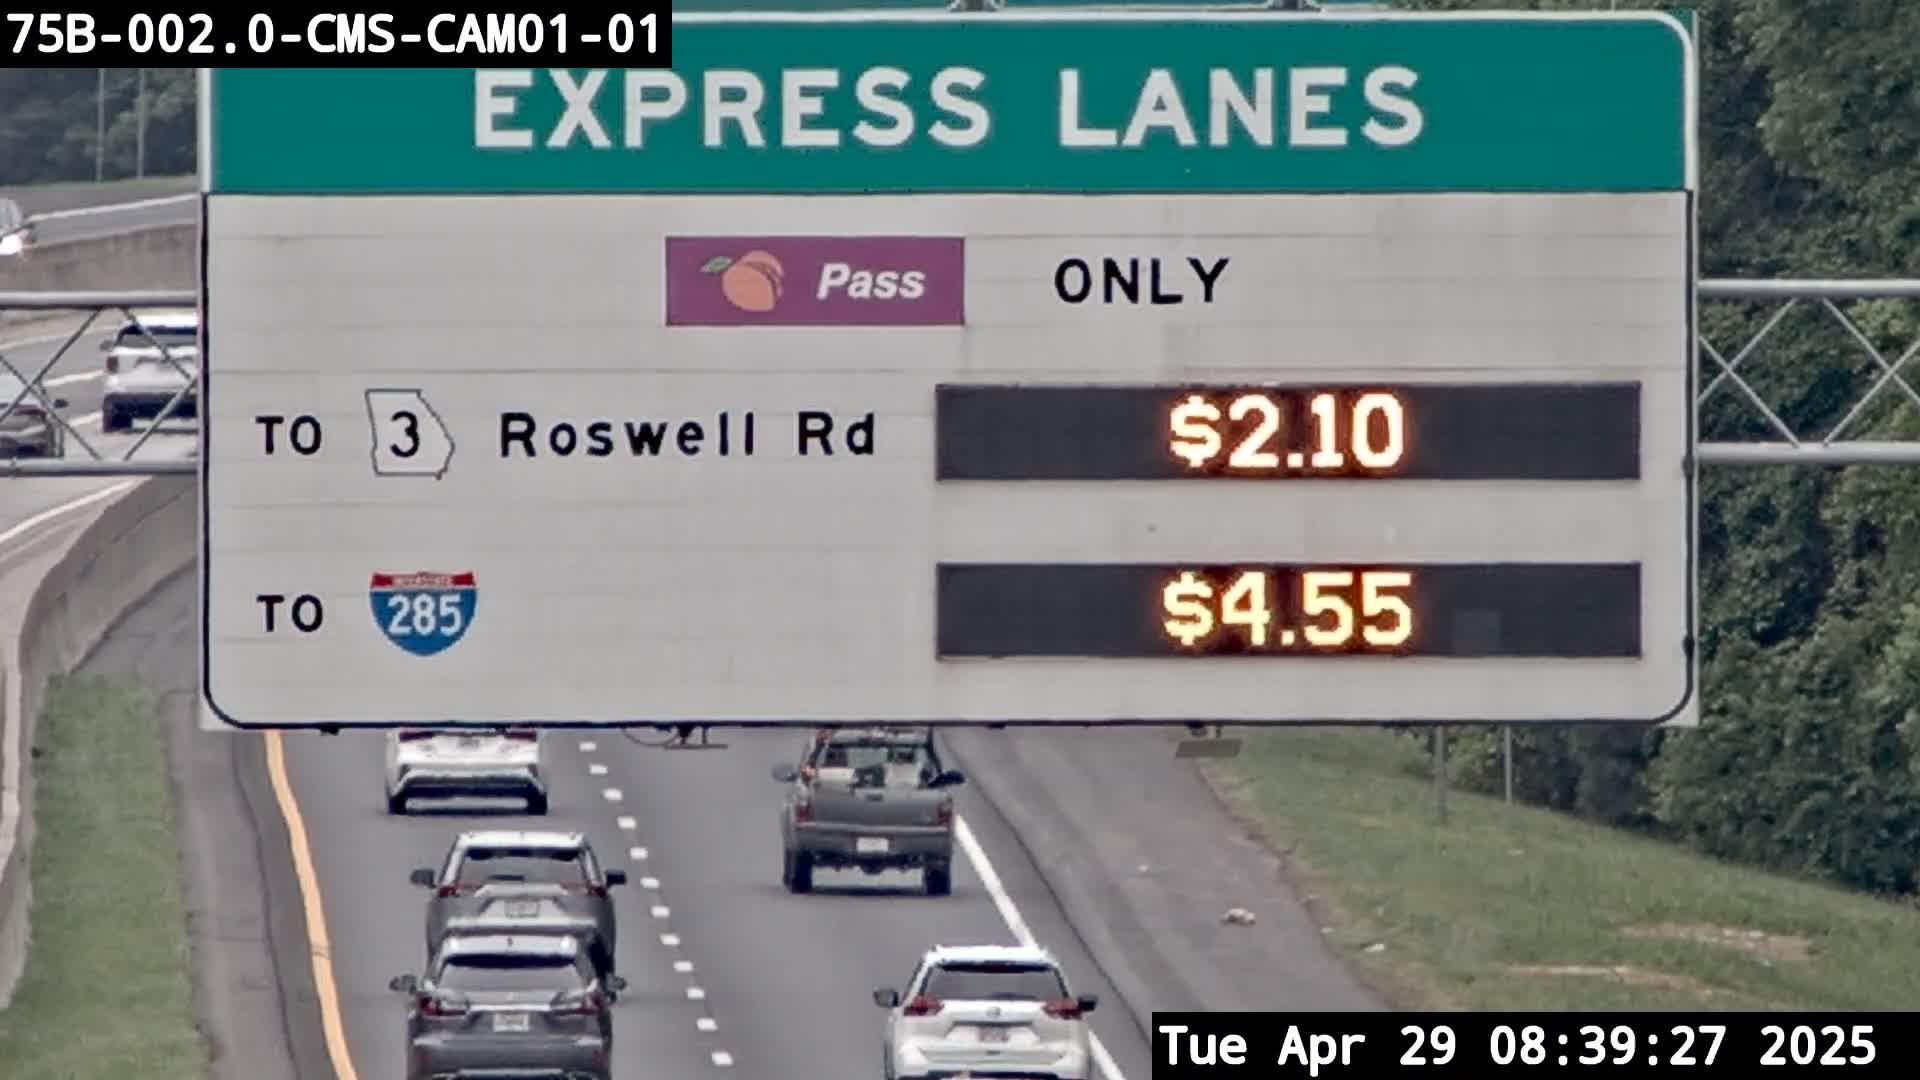 75B-002.0-CMS-CAM01-01
EXPRESS LANES
Pass ONLY
TO 3 Roswell Rd $2.10
INTERSTATE
TO 285 $4.55
Tue Apr 29 08:39:27 2025